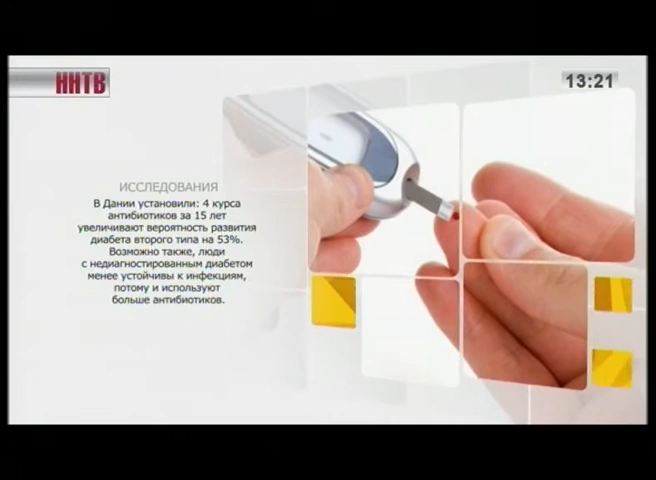 ННТВ
13:21
ИССЛЕДОВАНИЯ
В Дании установили: 4 курса
антибиотиков за 15 лет
увеличивают вероятность развития
диабета второго типа на 53%.
Возможно также, люди
с недиагностированным диабетом
менее устойчивы к инфекциям,
потому и используют
больше антибиотиков.